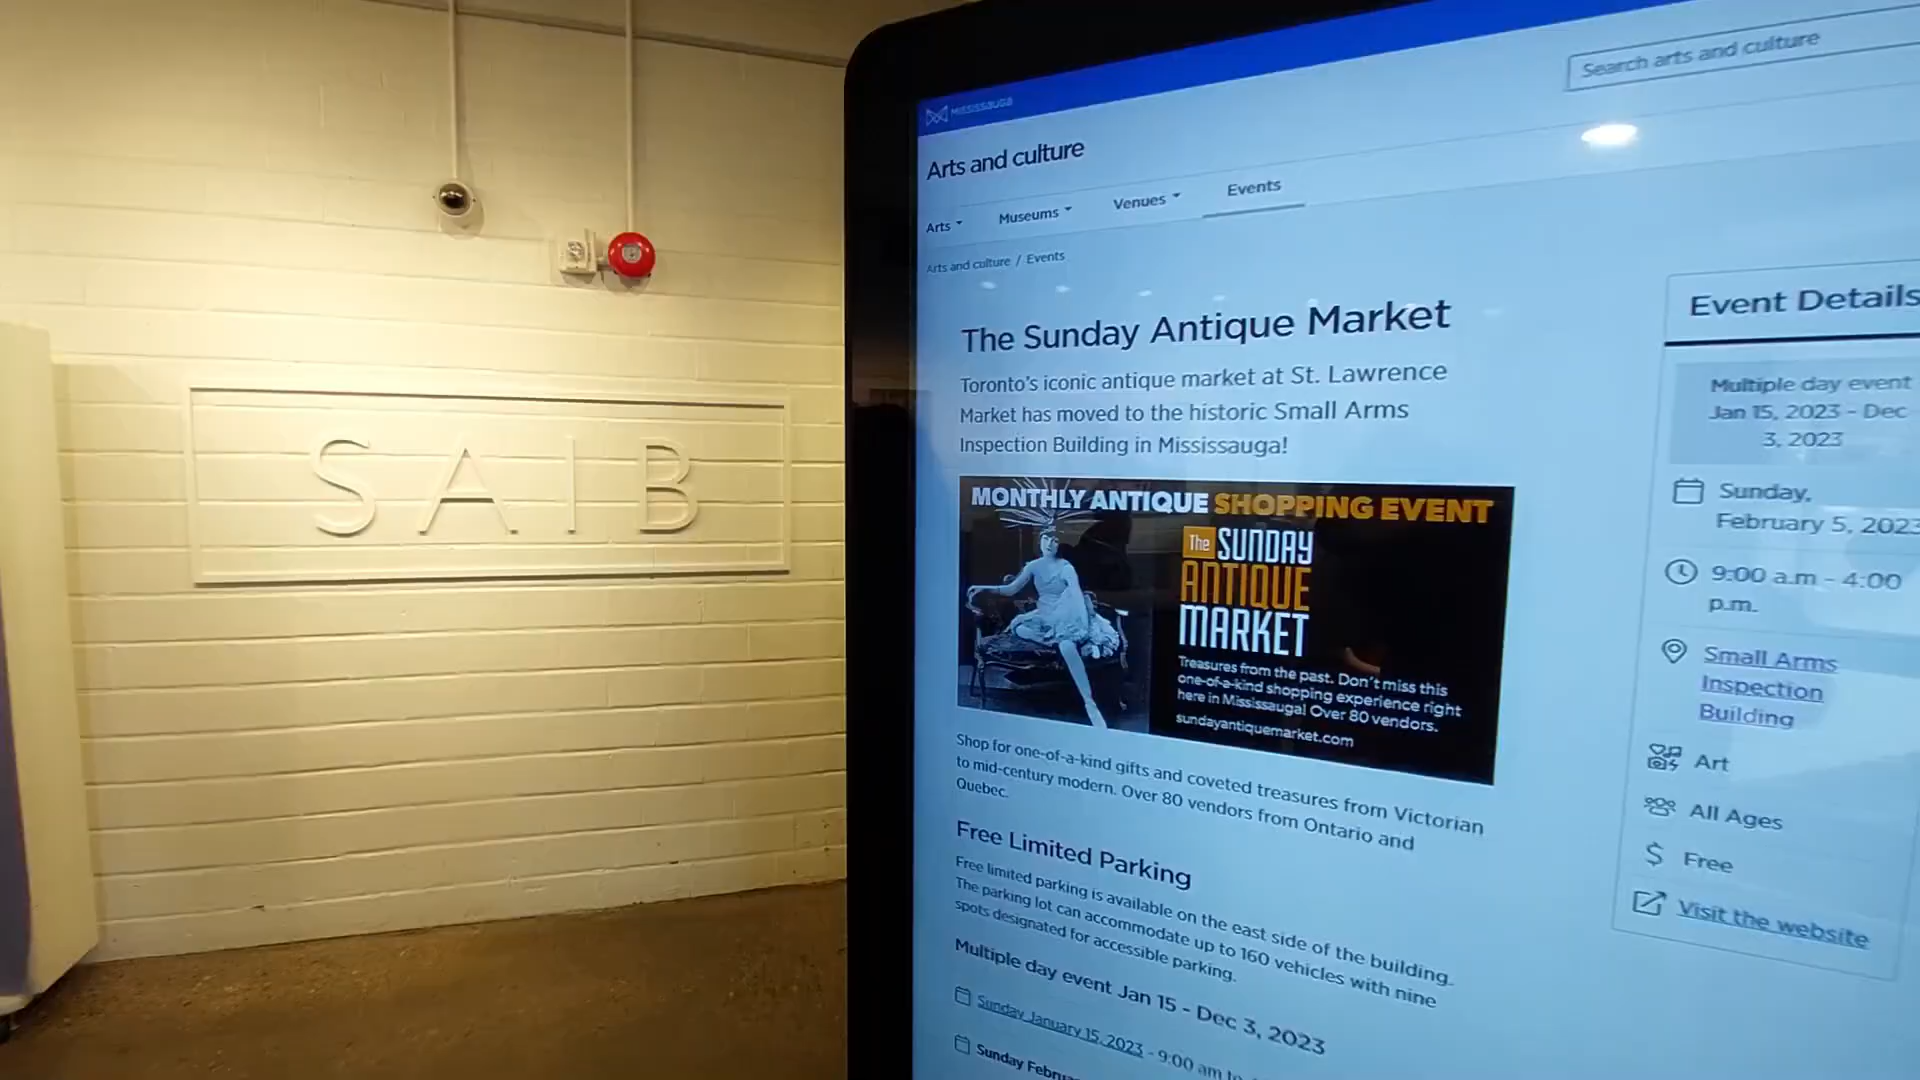 SAIB
MISSISSAUGA
Search arts and culture
Arts and culture
Arts
Museums
Venues
Events
Arts and culture / Events
The Sunday Antique Market
Toronto's iconic antique market at St. Lawrence
Market has moved to the historic Small Arms
Inspection Building in Mississauga!
MONTHLY ANTIQUE SHOPPING EVENT
The SUNDAY
ANTIQUE
MARKET
Treasures from the past. Don't miss this
one-of-a-kind shopping experience right
here in Mississauga! Over 80 vendors.
sundayantiquemarket.com
Shop for one-of-a-kind gifts and coveted treasures from Victorian
to mid-century modern. Over 80 vendors from Ontario and
Quebec.
Free Limited Parking
Free limited parking is available on the east side of the building.
The parking lot can accommodate up to 160 vehicles with nine
spots designated for accessible parking.
Multiple day event Jan 15 - Dec 3, 2023
Sunday January 15, 2023 - 9:00 am to
Sunday
Event Details
Multiple day event
Jan 15, 2023 - Dec
3, 2023
Sunday,
February 5, 2023
9:00 a.m - 4:00
p.m.
Small Arms
Inspection
Building
Art
All Ages
$ Free
Visit the website